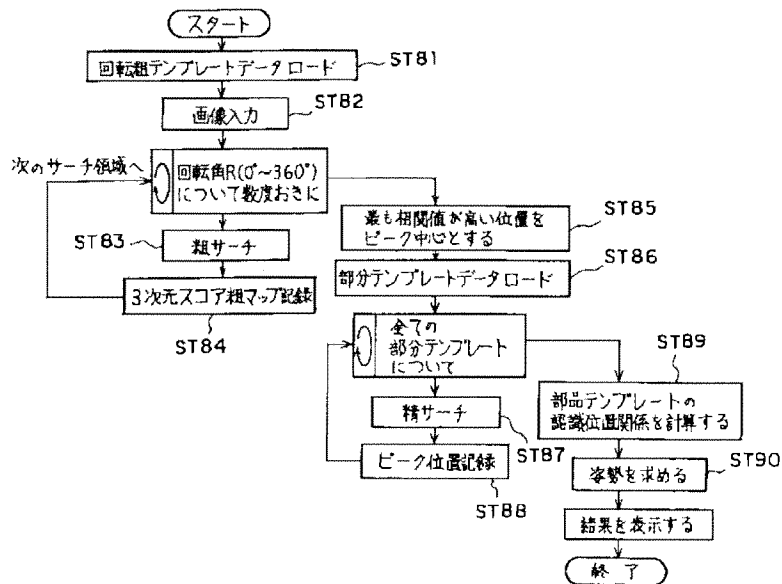 スタート
回転粗テンプレートデータロード
ST81
画像入力
ST82
次のサーチ領域へ
回転角R(0°~360°)
について数度おきに
粗サーチ
ST83
3次元スコア粗マップ記録
ST84
最も相関値が高い位置を
ピーク中心とする
ST85
部分テンプレートデータロード
ST86
全ての
部分テンプレート
について
精サーチ
ST87
ピーク位置記録
ST88
部品テンプレートの
認識位置関係を計算する
ST89
姿勢を求める
ST90
結果を表示する
終了